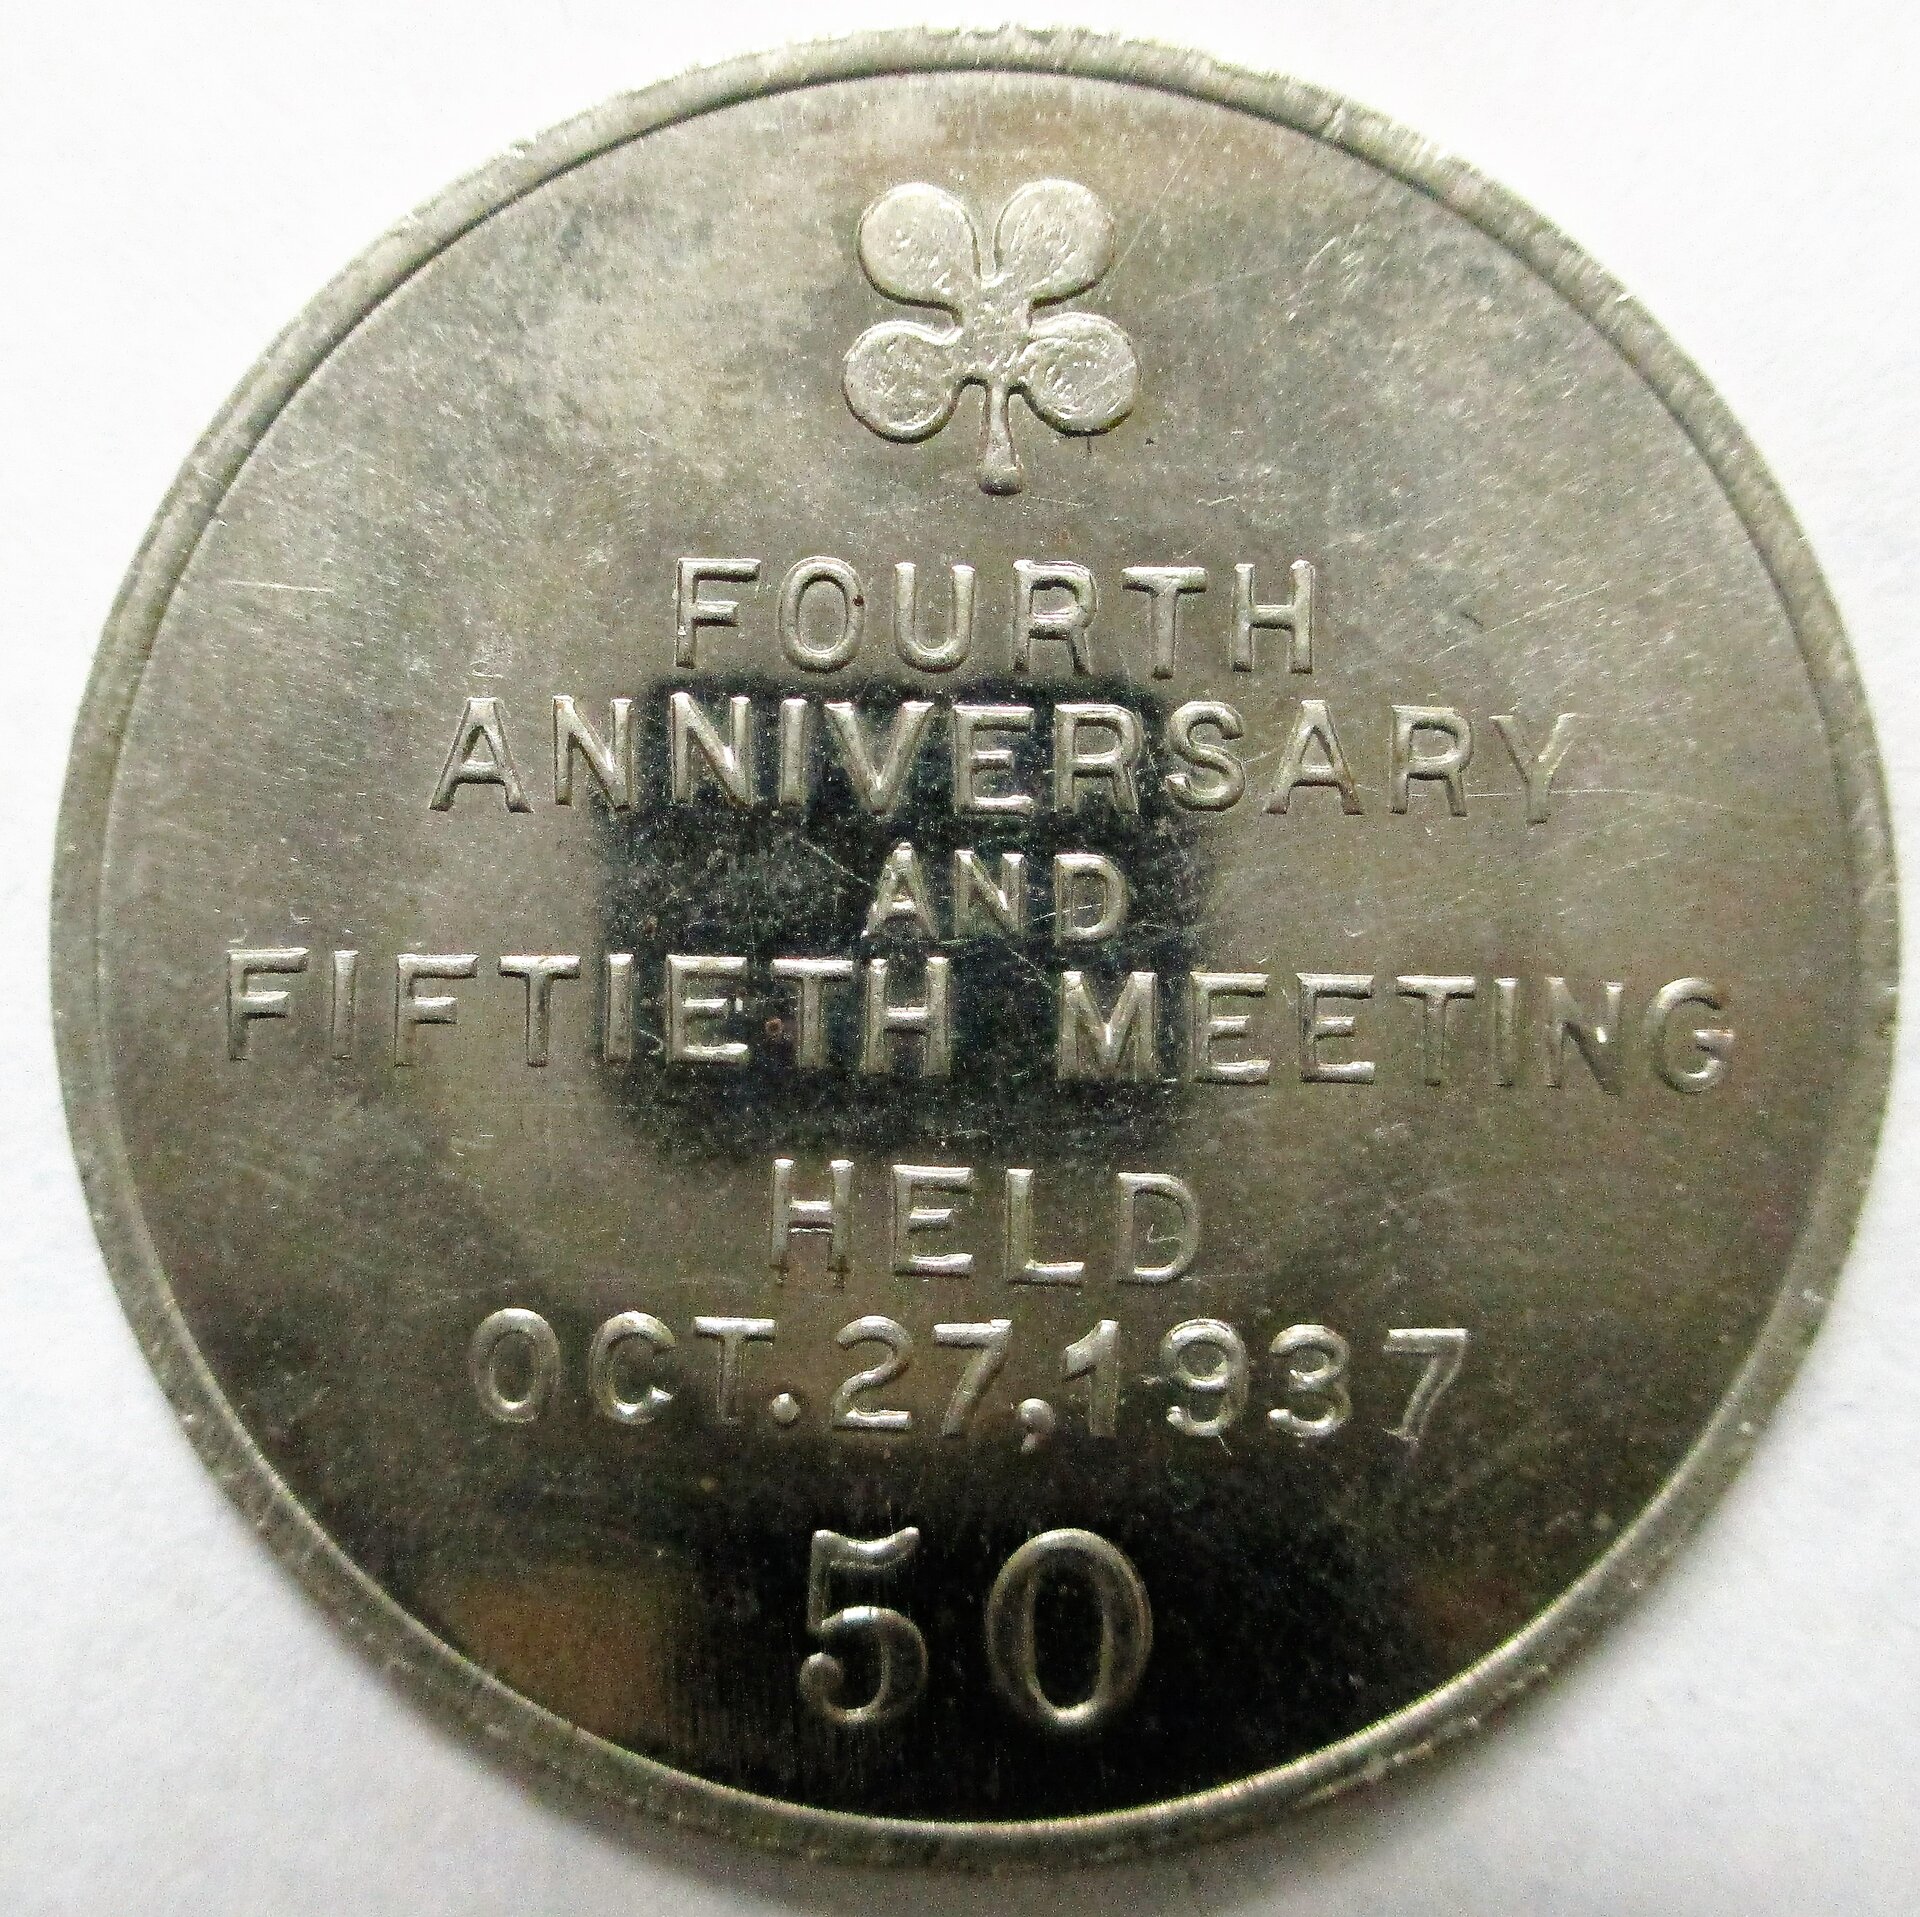 FOURTH
ANNIVERSARY
AND
FIFTIETH MEETING
HELD
OCT.27,1937
50